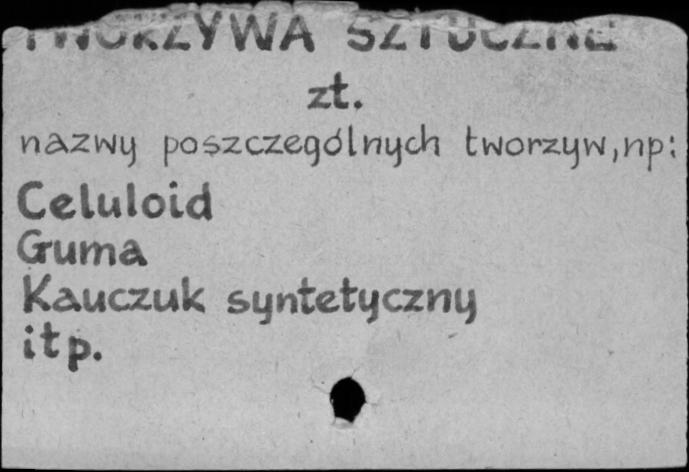 TWORZYWA SZTUCZNE
zt.
nazwy poszczególnych tworzyw, np:
Celuloid
Guma
Kauczuk syntetyczny
itp.